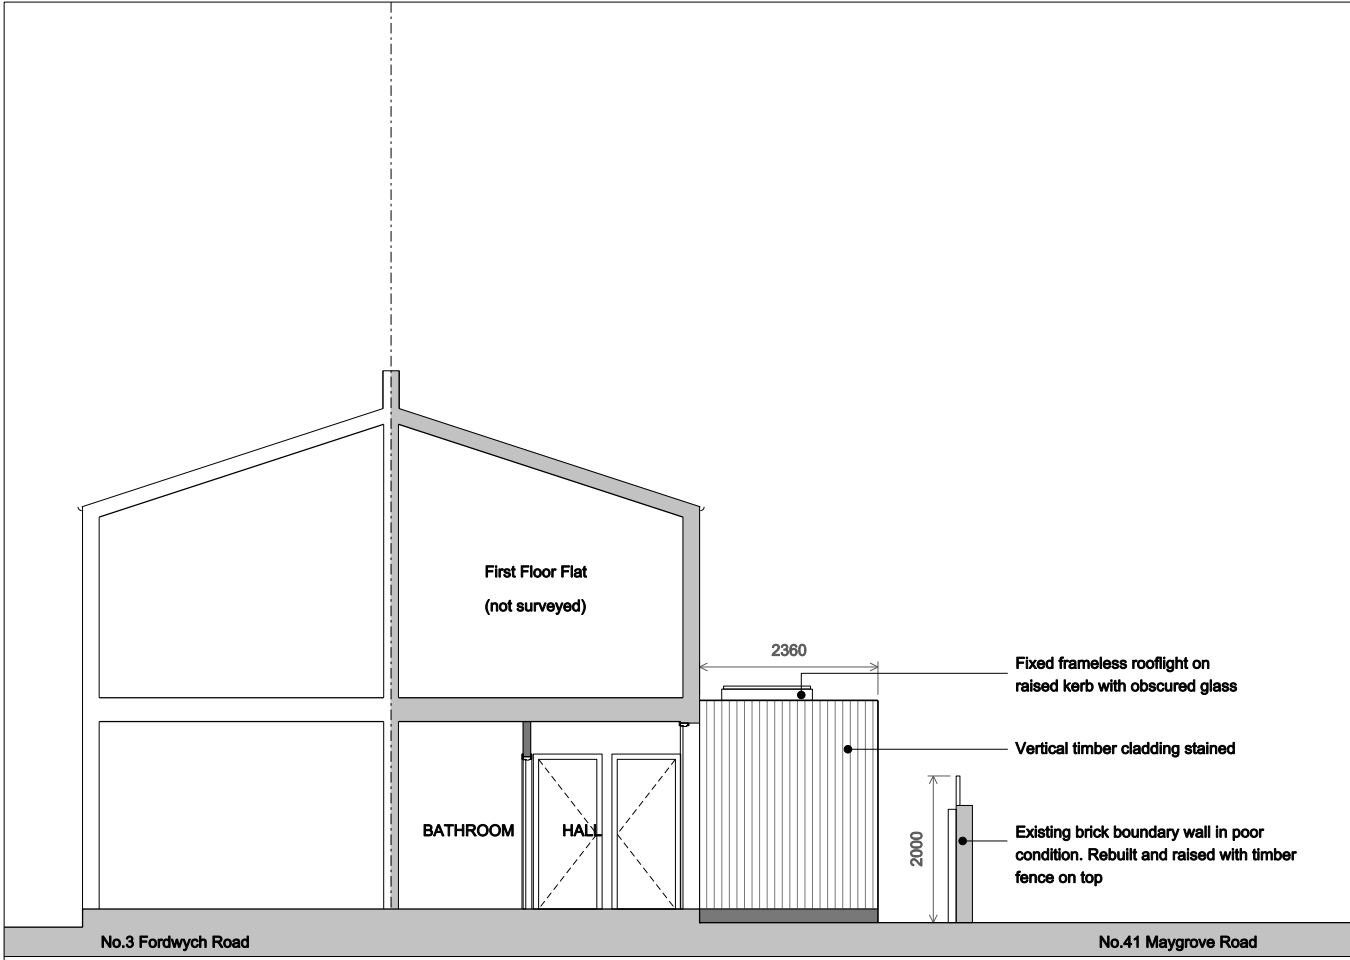 First Floor Flat
(not surveyed)
2360
Fixed frameless rooflight on
raised kerb with obscured glass
Vertical timber cladding stained
BATHROOM
HALL
2000
Existing brick boundary wall in poor
condition. Rebuilt and raised with timber
fence on top
No.3 Fordwych Road
No.41 Maygrove Road